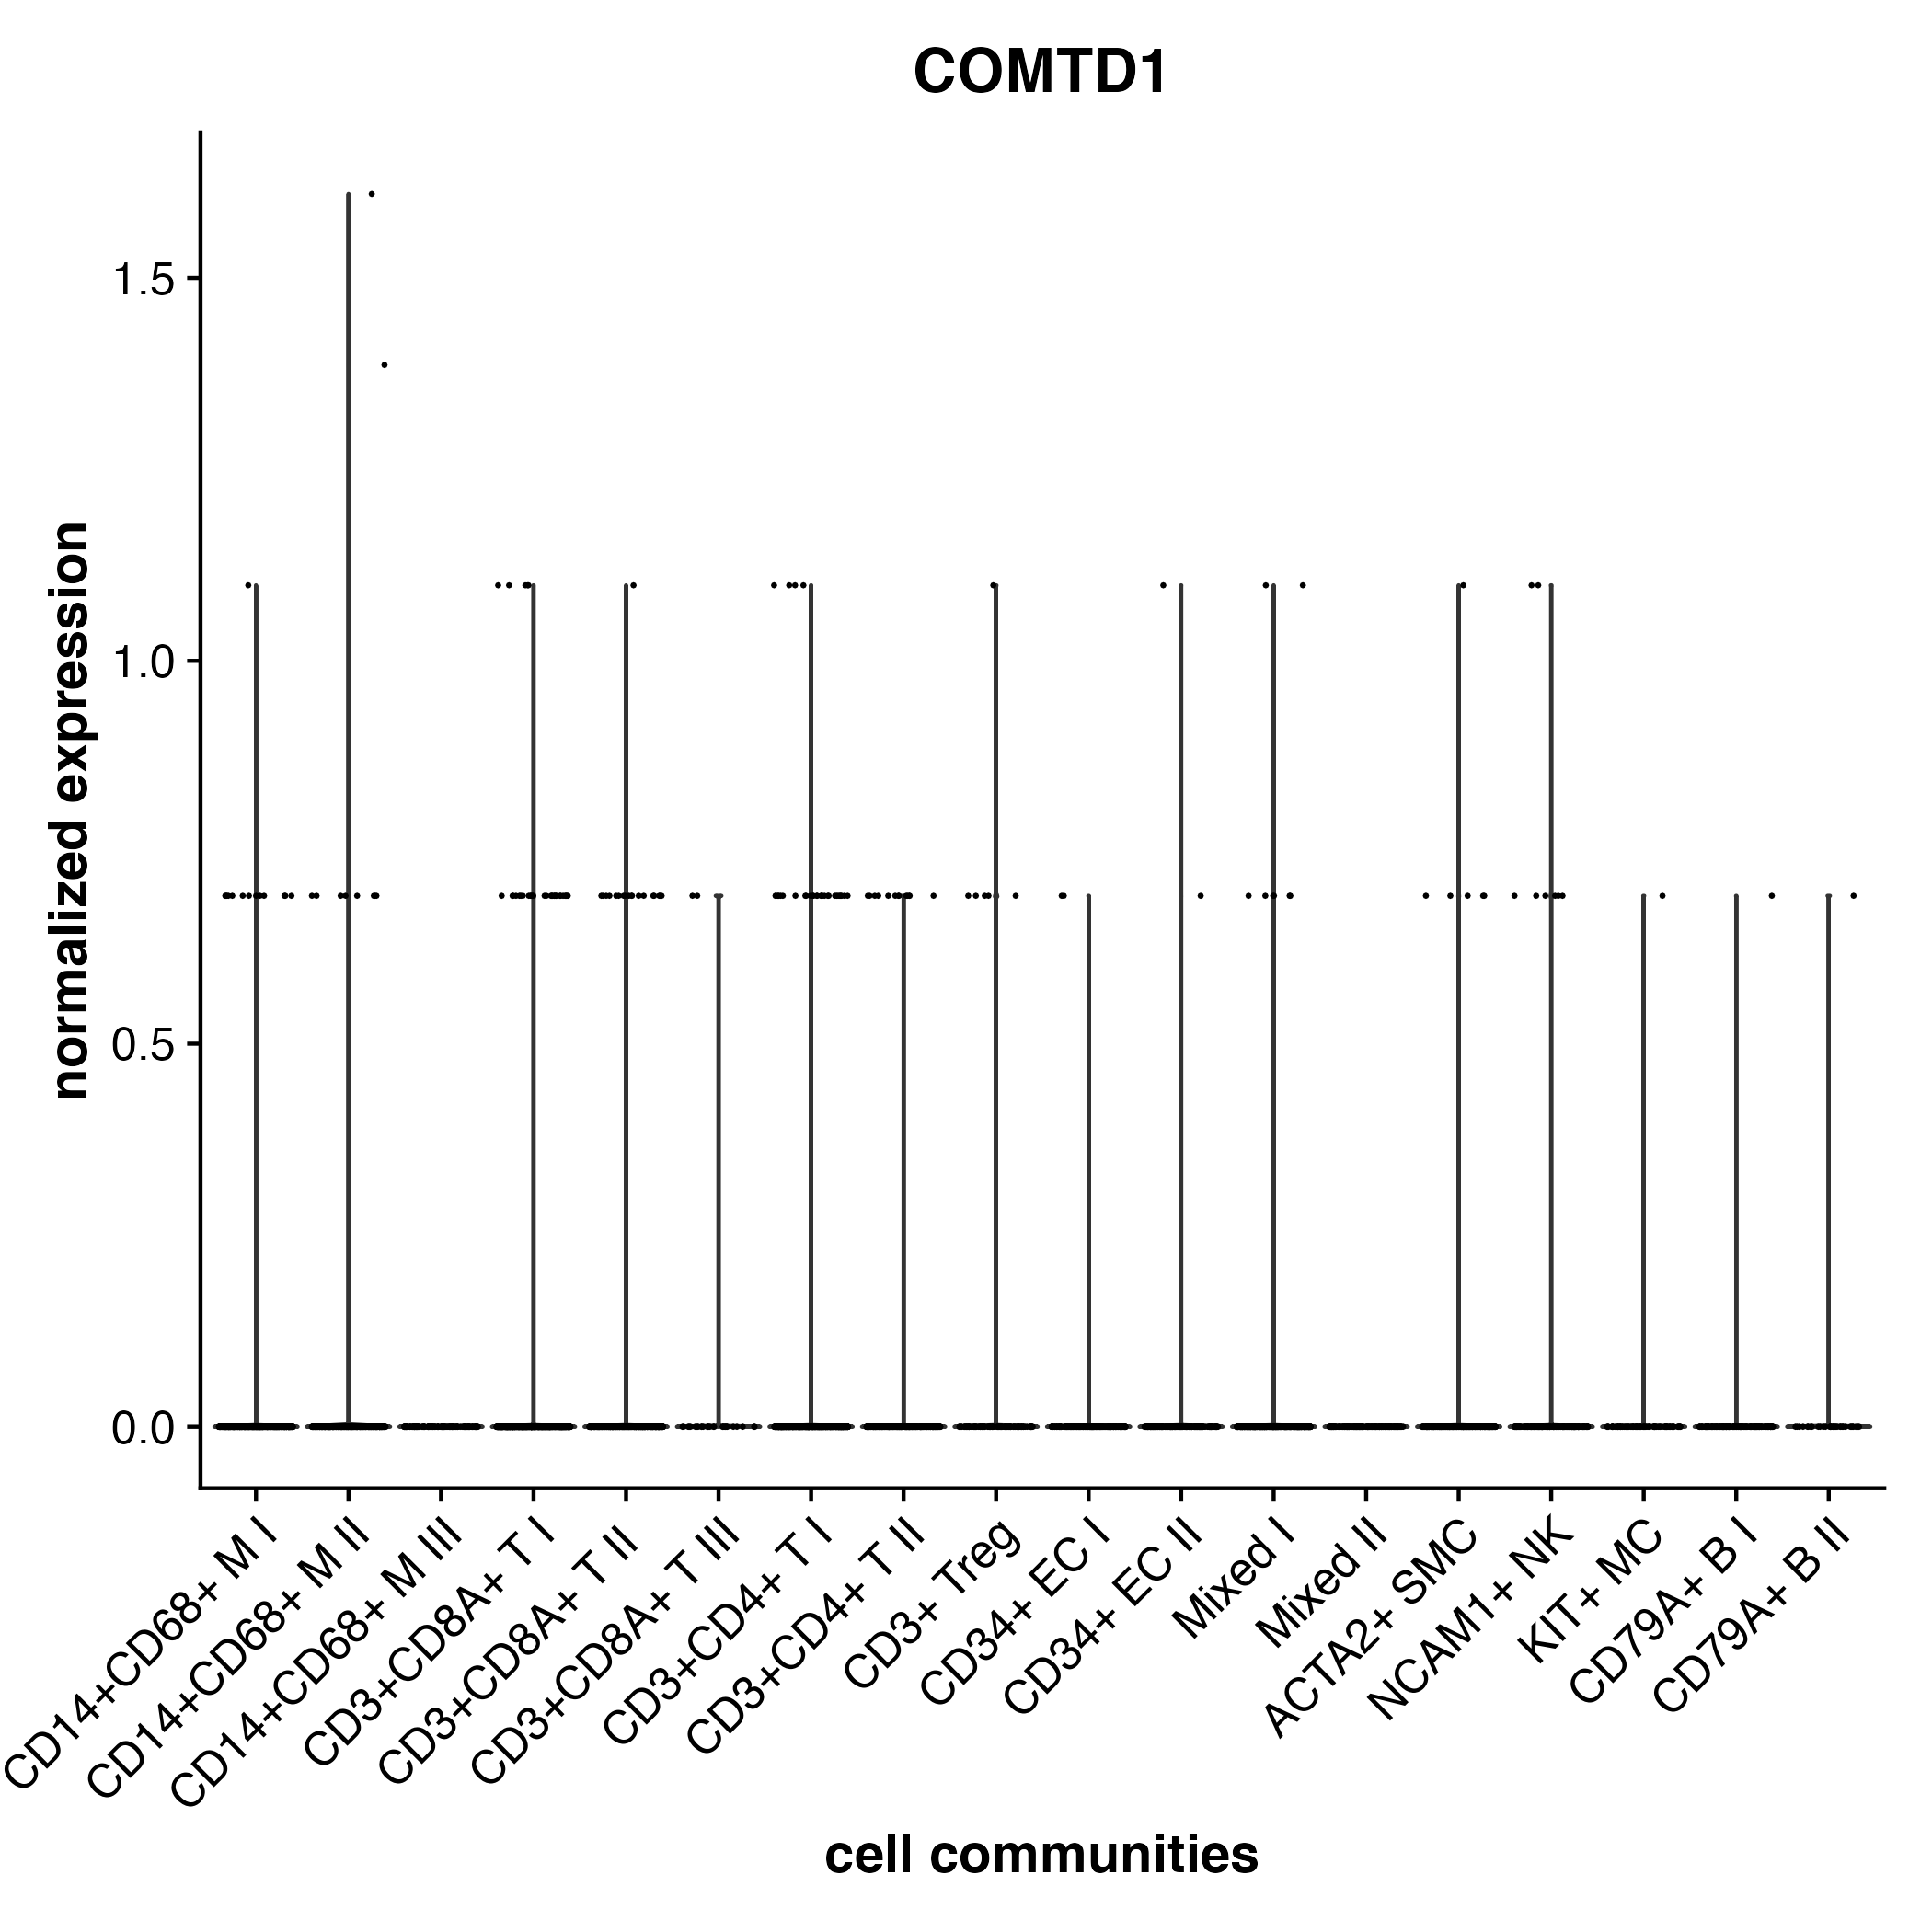 COMTD1
normalized expression
1.5
1.0
0.5
0.0
CD14+CD68+ M I
CD14+CD68+ M II
CD14+CD68+ M III
CD3+CD8A+ T I
CD3+CD8A+ T II
CD3+CD8A+ T III
CD3+CD4+ T I
CD3+CD4+ T II
CD3+ Treg
CD34+ EC I
CD34+ EC II
Mixed I
Mixed II
ACTA2+ SMC
NCAM1+ NK
KIT+ MC
CD79A+ B I
CD79A+ B II
cell communities